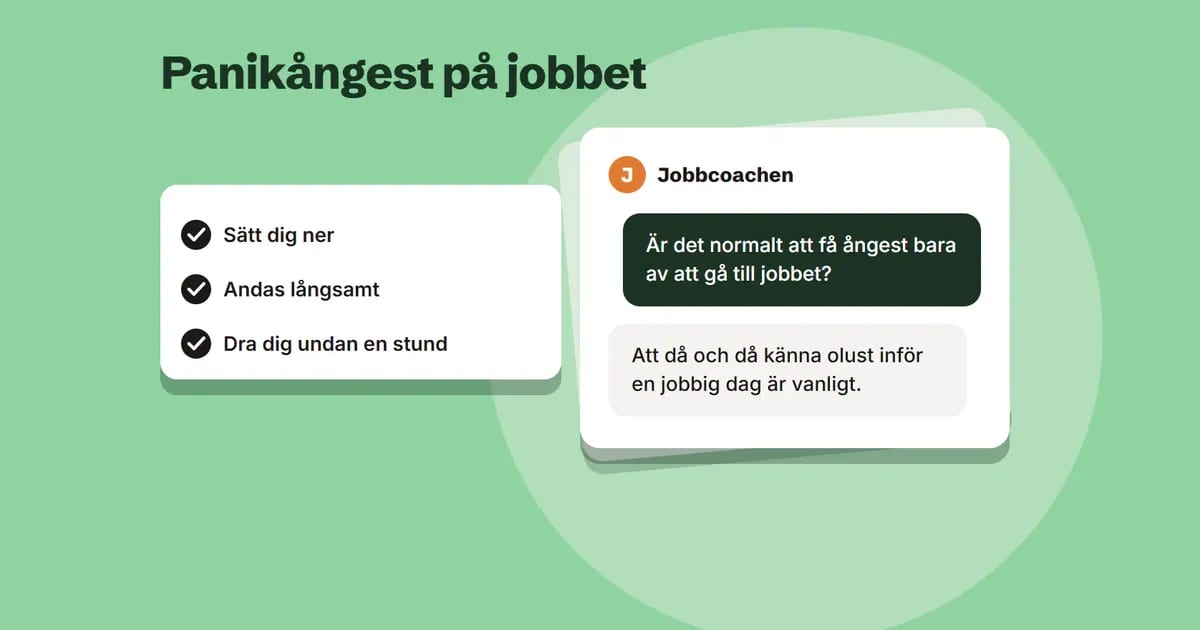 Panikångest på jobbet
Sätt dig ner
Andas långsamt
Dra dig undan en stund
J
Jobbcoachen
Är det normalt att få ångest bara
av att gå till jobbet?
Att då och då känna olust inför
en jobbig dag är vanligt.